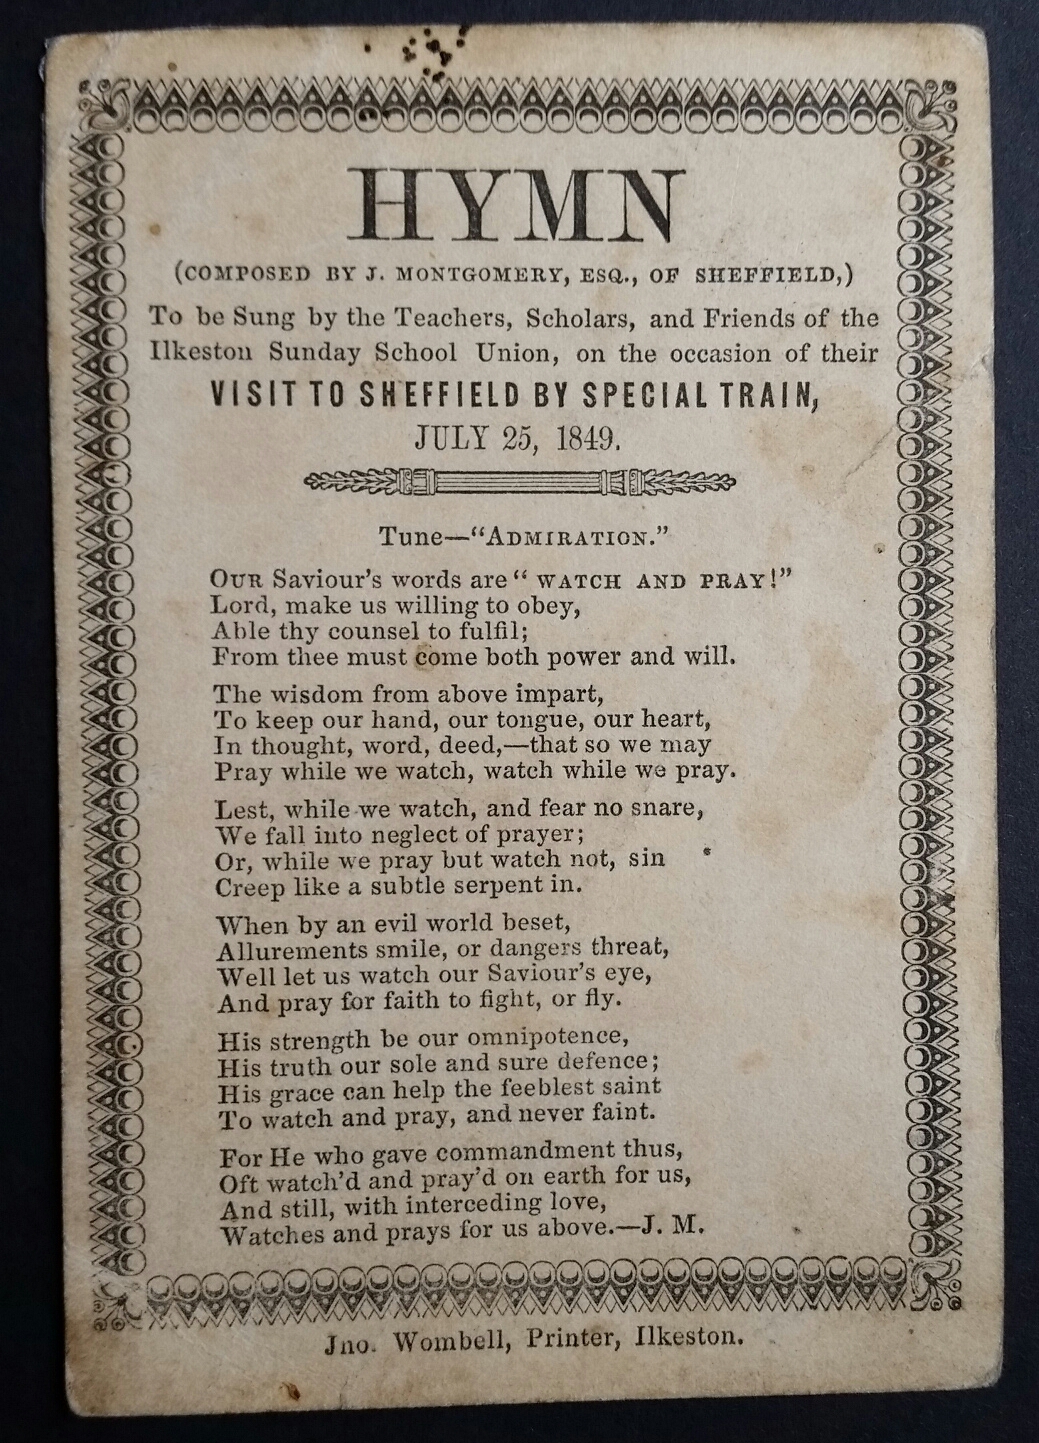 HYMN
(COMPOSED BY J. MONTGOMERY, ESQ., OF SHEFFIELD,)
To be Sung by the Teachers, Scholars, and Friends of the
Ilkeston Sunday School Union, on the occasion of their
VISIT TO SHEFFIELD BY SPECIAL TRAIN,
JULY 25, 1849.
Tune—“ADMIRATION.”
OUR Saviour’s words are “ WATCH AND PRAY!”
Lord, make us willing to obey,
Able thy counsel to fulfil;
From thee must come both power and will.
The wisdom from above impart,
To keep our hand, our tongue, our heart,
In thought, word, deed,—that so we may
Pray while we watch, watch while we pray.
Lest, while we watch, and fear no snare,
We fall into neglect of prayer;
Or, while we pray but watch not, sin
Creep like a subtle serpent in.
When by an evil world beset,
Allurements smile, or dangers threat,
Well let us watch our Saviour’s eye,
And pray for faith to fight, or fly.
His strength be our omnipotence,
His truth our sole and sure defence;
His grace can help the feeblest saint
To watch and pray, and never faint.
For He who gave commandment thus,
Oft watch’d and pray’d on earth for us,
And still, with interceding love,
Watches and prays for us above.—J. M.
Jno. Wombell, Printer, Ilkeston.